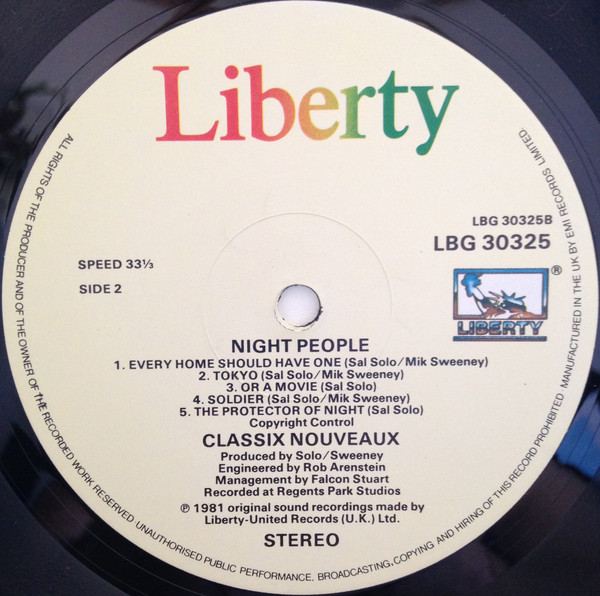 Liberty
LBG 30325B
LBG 30325
SPEED 33⅓
SIDE 2
®
LIBERTY
NIGHT PEOPLE
1. EVERY HOME SHOULD HAVE ONE (Sal Solo/Mik Sweeney)
2. TOKYO (Sal Solo/Mik Sweeney)
3. OR A MOVIE (Sal Solo)
4. SOLDIER (Sal Solo/Mik Sweeney)
5. THE PROTECTOR OF NIGHT (Sal Solo)
Copyright Control
CLASSIX NOUVEAUX
Produced by Solo/Sweeney
Engineered by Rob Arenstein
Management by Falcon Stuart
Recorded at Regents Park Studios
℗ 1981 original sound recordings made by
Liberty-United Records (U.K.) Ltd.
STEREO
ALL RIGHTS OF THE PRODUCER AND OF THE OWNER OF THE RECORDED WORK RESERVED. UNAUTHORISED PUBLIC PERFORMANCE. BROADCASTING, COPYING AND HIRING OF THIS RECORD PROHIBITED. MANUFACTURED IN THE UK BY EMI RECORDS LIMITED.